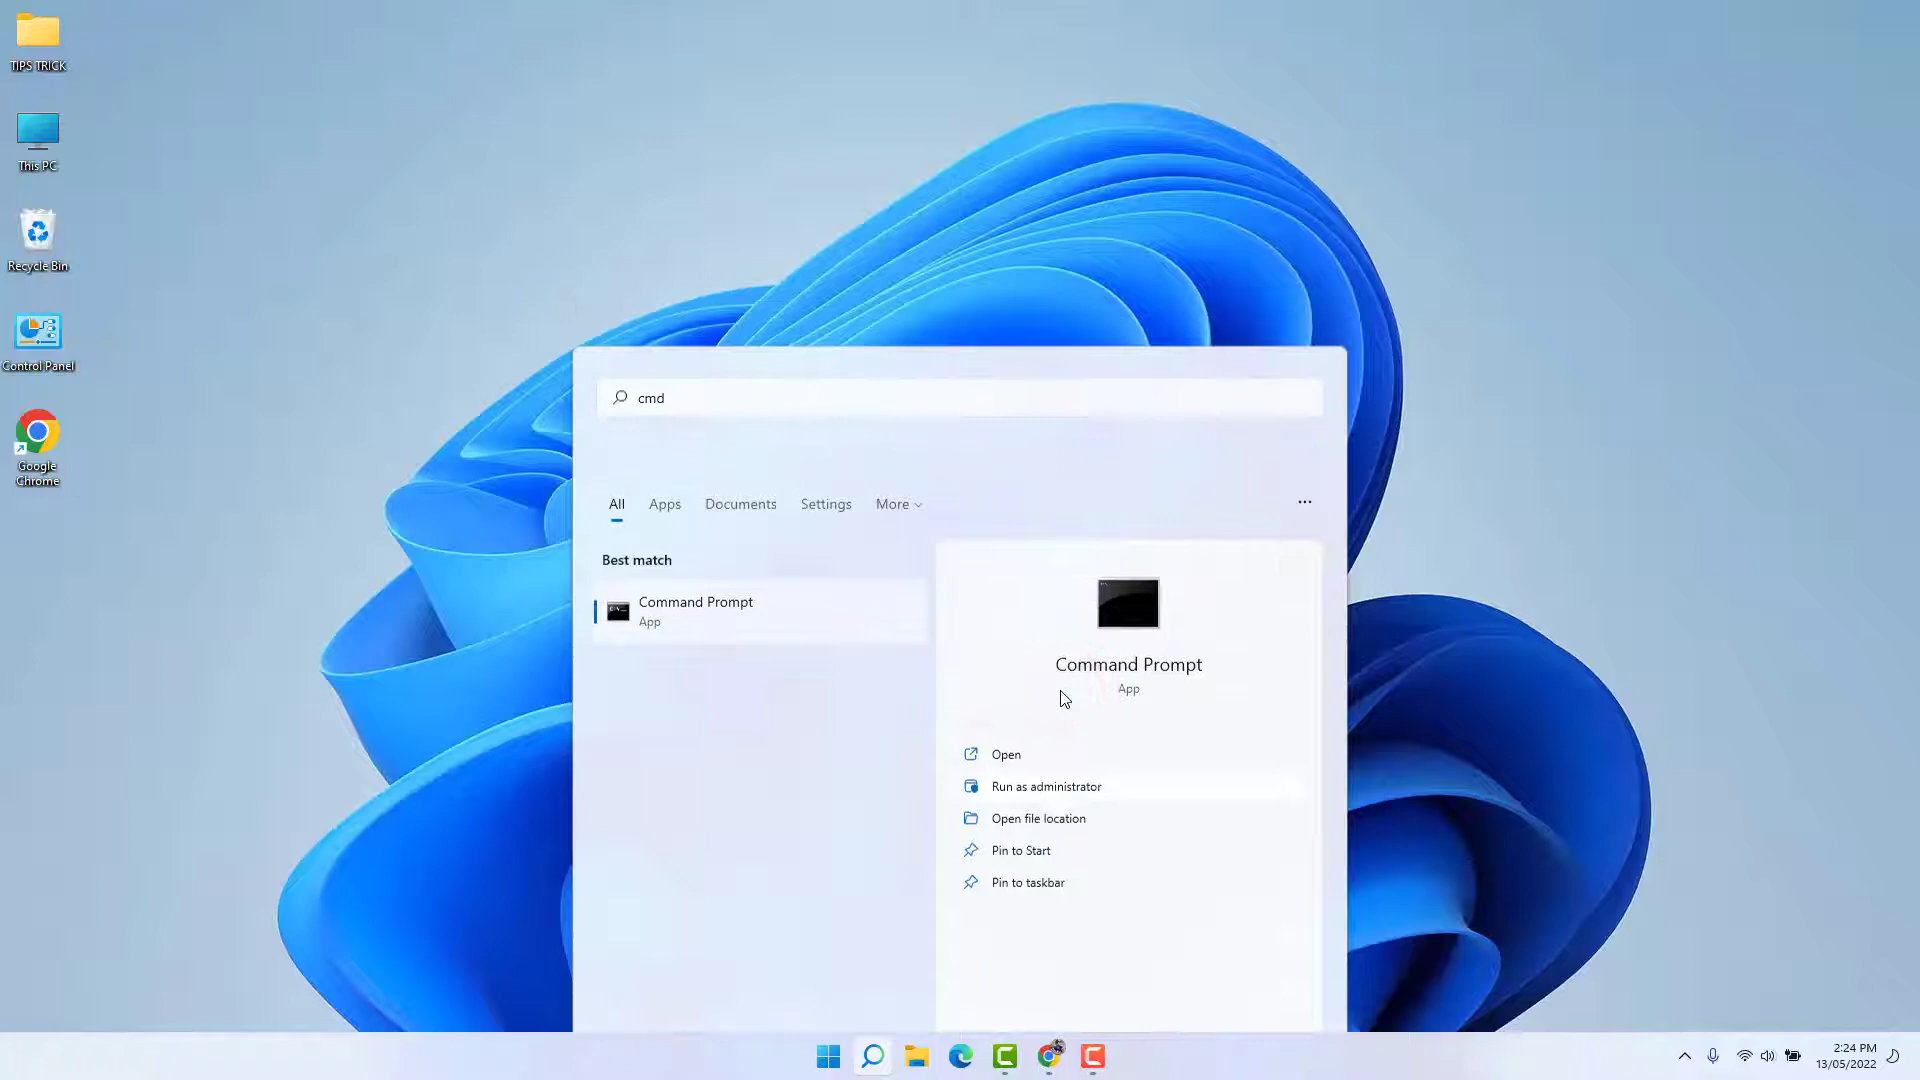 TIPS TRICK
This PC
Recycle Bin
Control Panel
Google
Chrome
cmd
All Apps Documents Settings More
Best match
Command Prompt
App
Command Prompt
App
Open
Run as administrator
Open file location
Pin to Start
Pin to taskbar
2:24 PM
13/05/2022